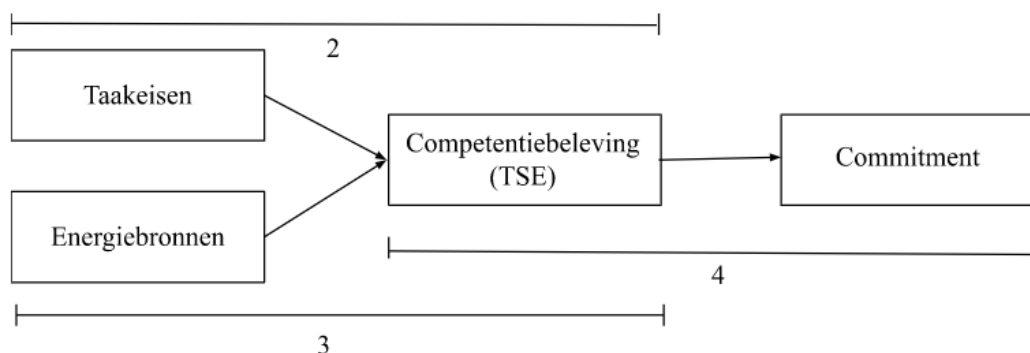 2
Taakeisen
Competentiebeleving
(TSE)
Commitment
Energiebronnen
4
3